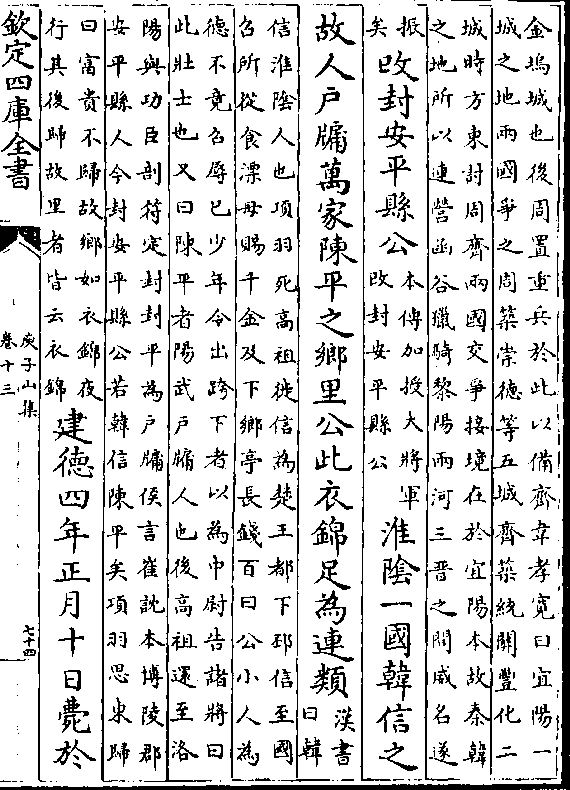 金塢城也後周置重兵於此以備齊韋孝寛曰宜陽一
城之地兩國爭之周築崇德等五城齊築統關豐化二
城時方東討周齊兩國交爭接境在於宜陽本故秦韓
之地所以連營函谷獵騎黎陽兩河三晋之間威名遂
振
矣
改封安平縣公
本傳加授大將軍
改封安平縣公
淮陰一國韓信之
故人戸牖萬家陳平之鄉里公此衣錦足為連類
漢書
曰韓
信淮隂人也項羽死高祖徙信為楚王都下邳信至國
召所從食漂母賜千金及下鄉亭長錢百曰公小人為
德不竟召辱已少年令出跨下者以為中尉告諸將曰
此壯士也又曰陳平者陽武戸牖人也後高祖還至洛
陽與功臣剖符定封封平為戸牖侯言崔説本博陵郡
安平縣人今封安平縣公若韓信陳平矣項羽思東歸
曰富貴不歸故鄉如衣錦夜
行其後歸故里者皆云衣錦
建德四年正月十日薨於
欽定四庫全書
庾子山集
卷十三
七十四